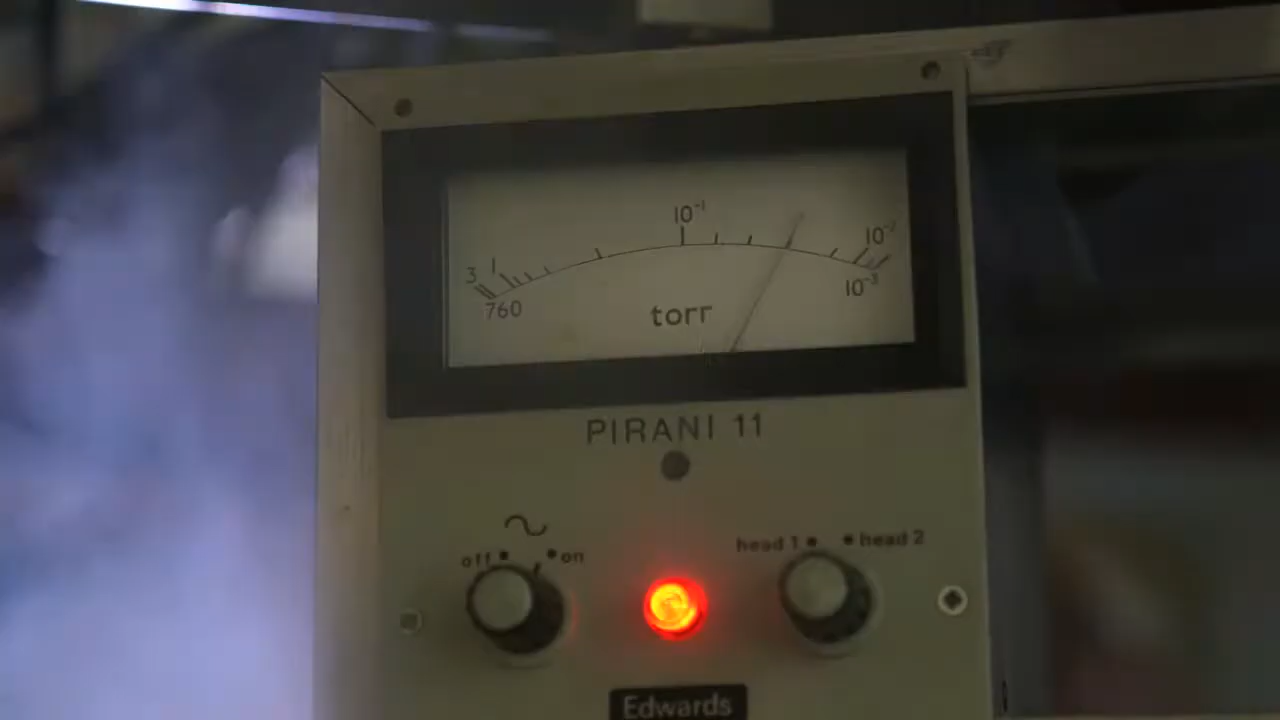 10⁻¹
10⁻²
3 1
760
10⁻³
torr
PIRANI 11
off on
head 1 head 2
Edwards